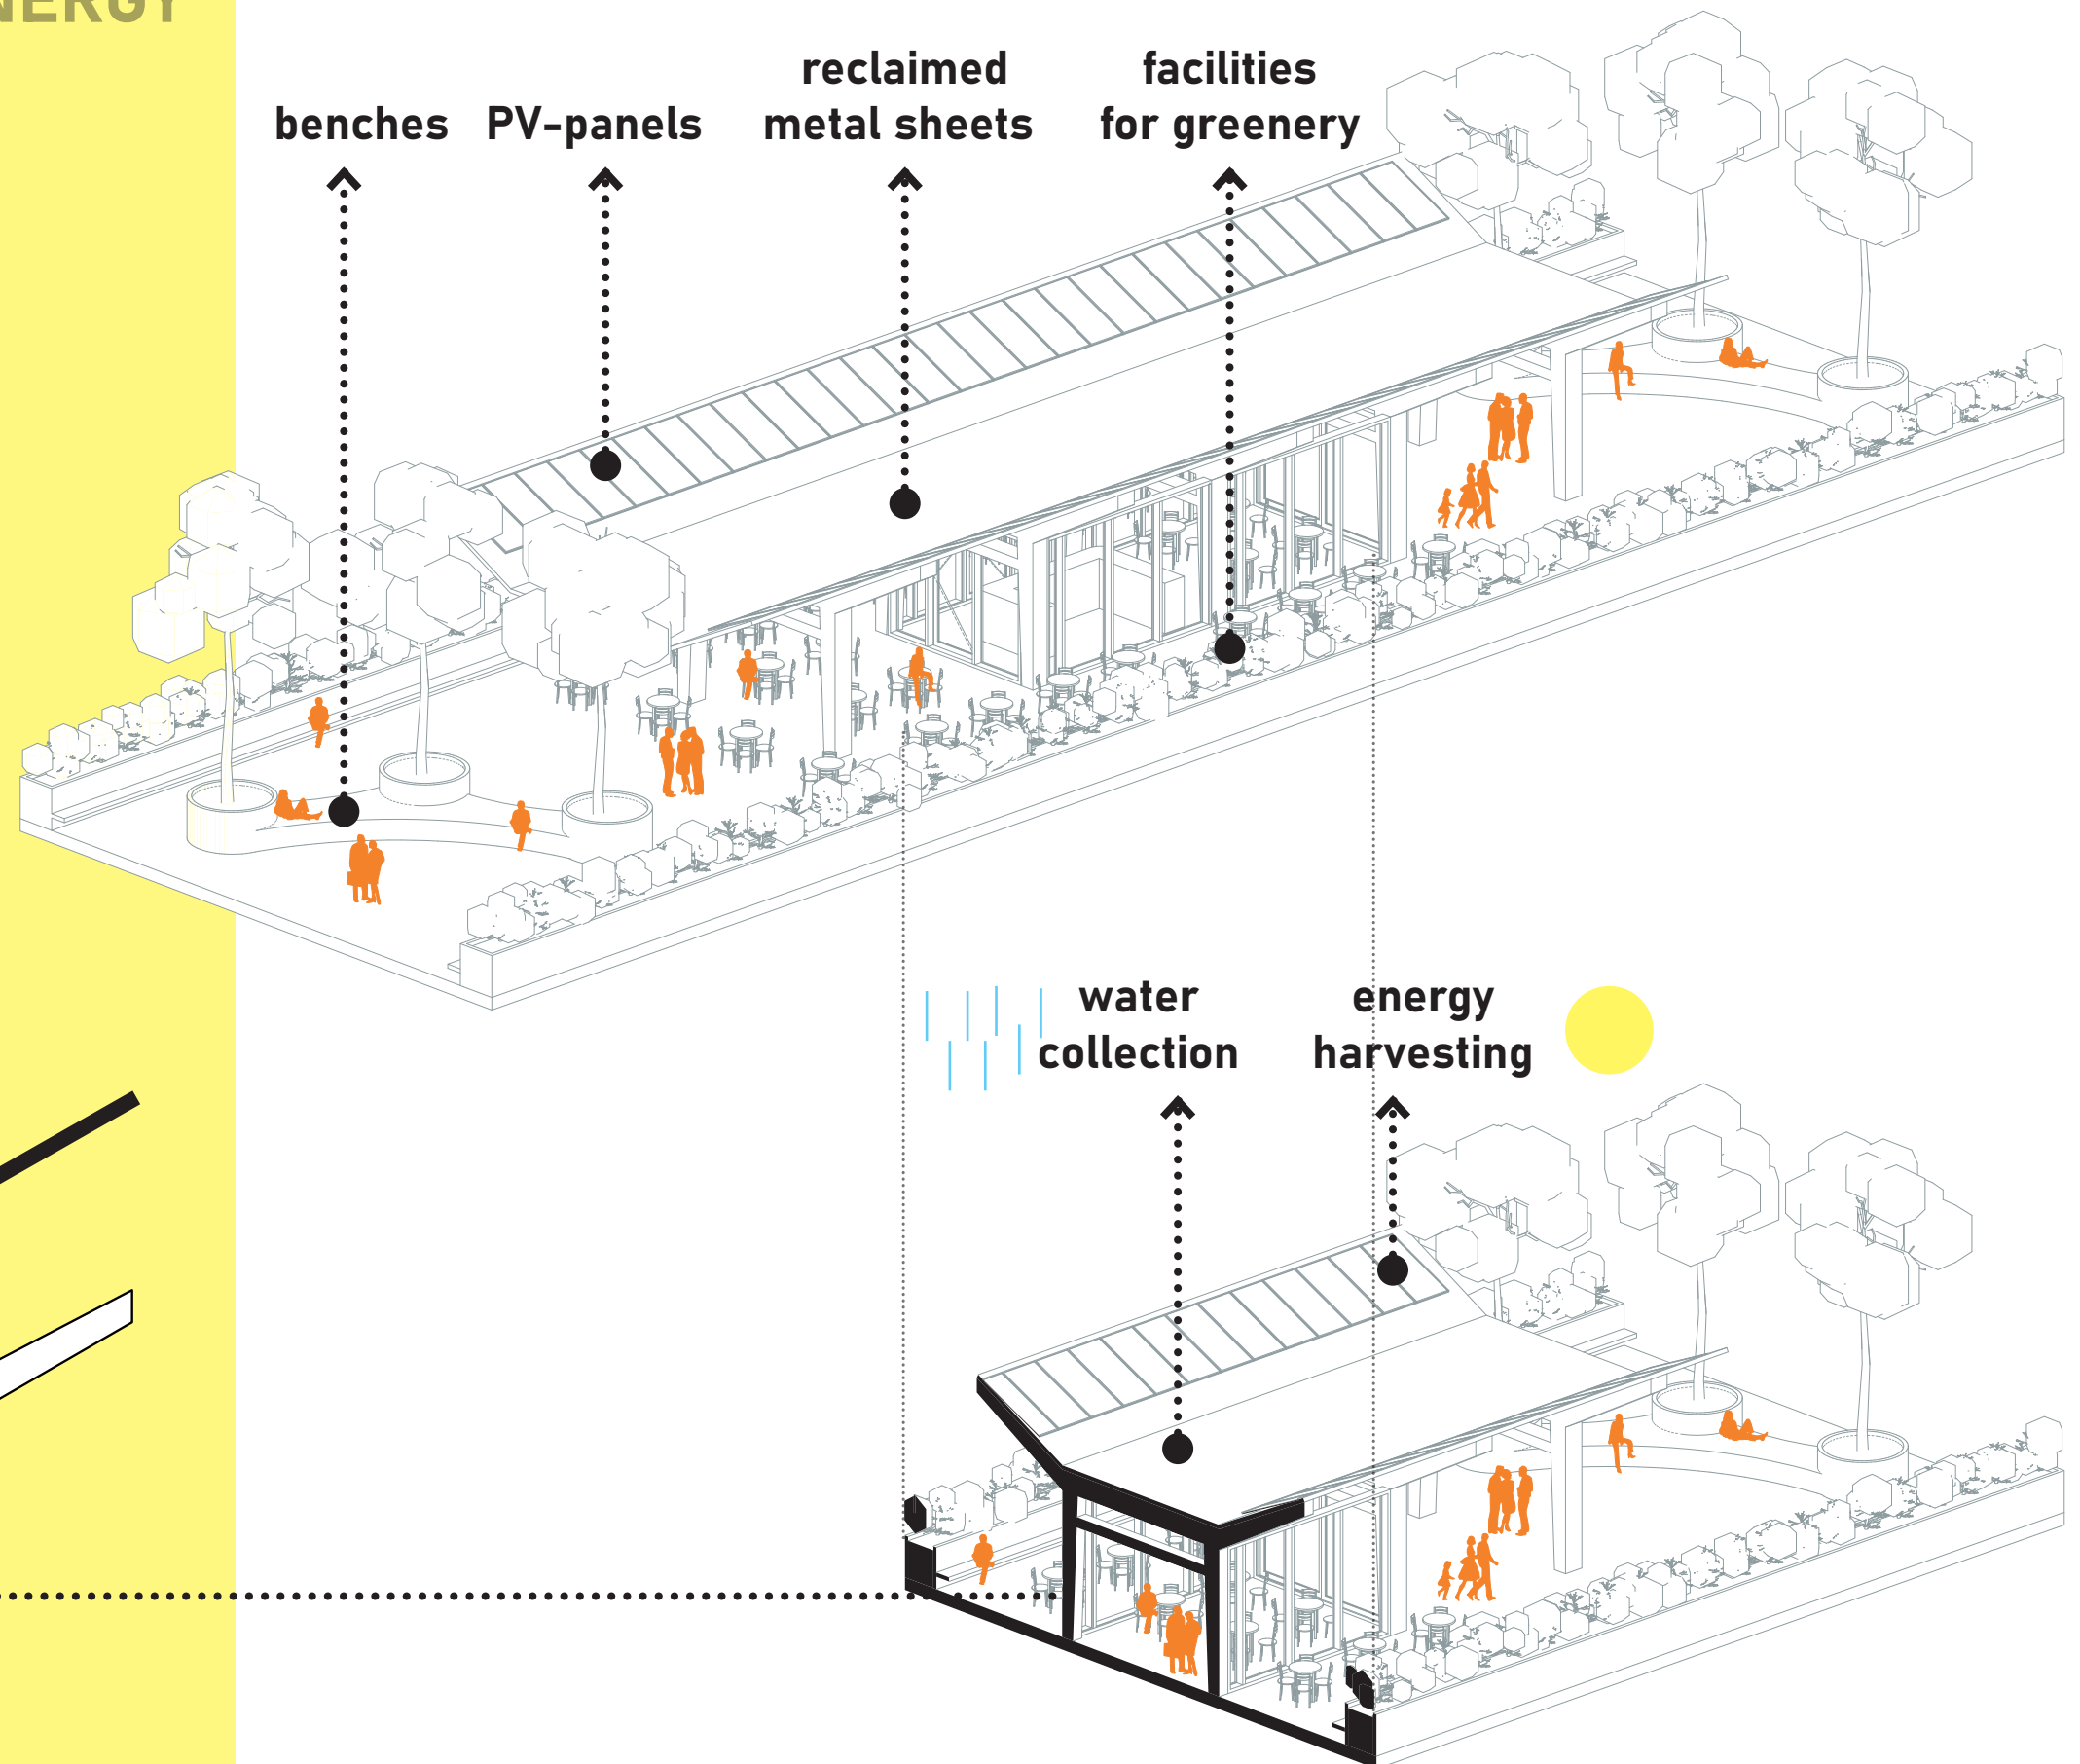 benches
PV-panels
reclaimed
metal sheets
facilities
for greenery
water
collection
energy
harvesting